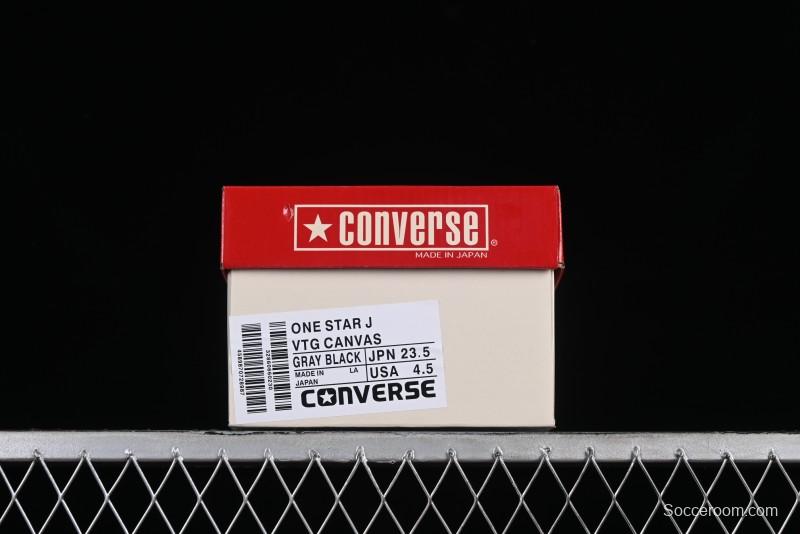 ★ converse ®
MADE IN JAPAN
ONE STAR J
VTG CANVAS
GRAY BLACK JPN 23.5
MADE IN JAPAN LA USA 4.5
CONVERSE
Socceroom.com